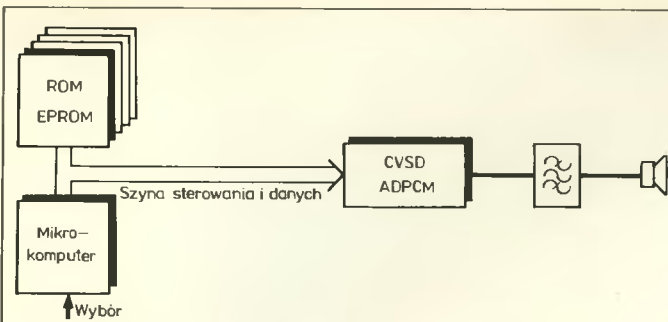 ROM
EPROM
CVSD
ADPCM
Szyna sterowania i danych
Mikro-
komputer
Wybór